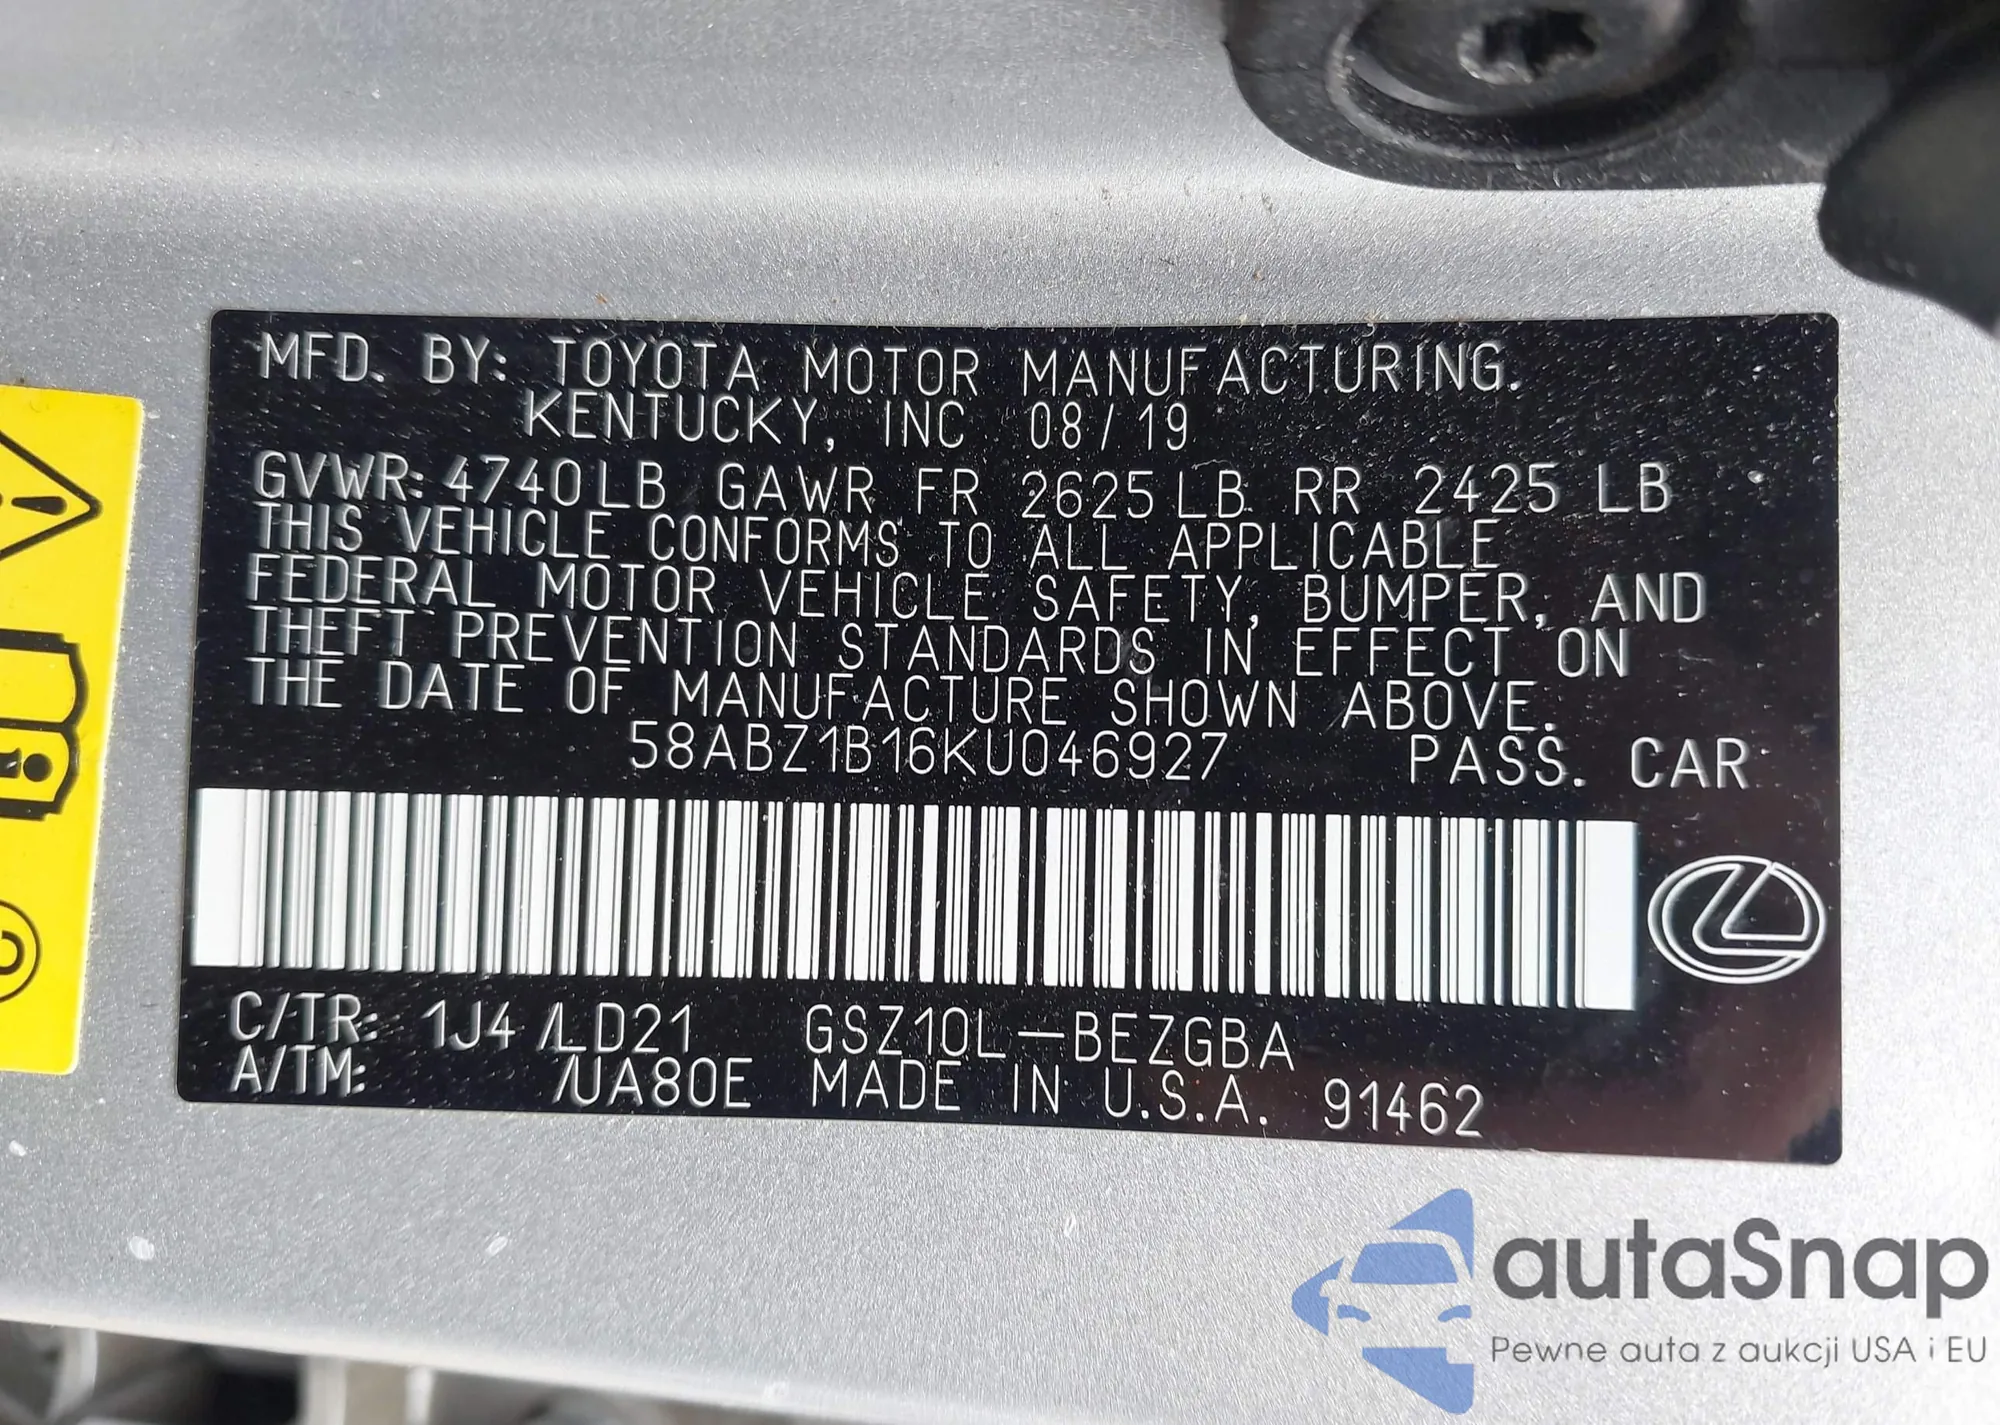 MFD. BY: TOYOTA MOTOR MANUFACTURING.
KENTUCKY, INC 08/19
GVWR: 4740LB GAWR FR 2625LB RR 2425 LB
THIS VEHICLE CONFORMS TO ALL APPLICABLE
FEDERAL MOTOR VEHICLE SAFETY, BUMPER, AND
THEFT PREVENTION STANDARDS IN EFFECT ON
THE DATE OF MANUFACTURE SHOWN ABOVE.
58ABZ1B16KU046927 PASS. CAR
C/TR: 1J4 /LD21 GSZ10L-BEZGBA
A/TM: /UA80E MADE IN U.S.A. 91462
autaSnap
Pewne auta z aukcji USA i EU